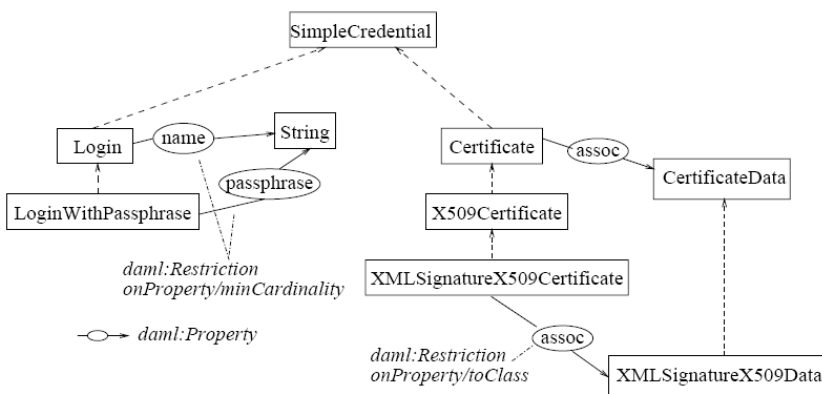 SimpleCredential
Login
name
String
Certificate
assoc
CertificateData
passphrase
LoginWithPassphrase
X509Certificate
daml:Restriction
onProperty/minCardinality
XMLSignatureX509Certificate
daml:Property
assoc
daml:Restriction
onProperty/toClass
XMLSignatureX509Data